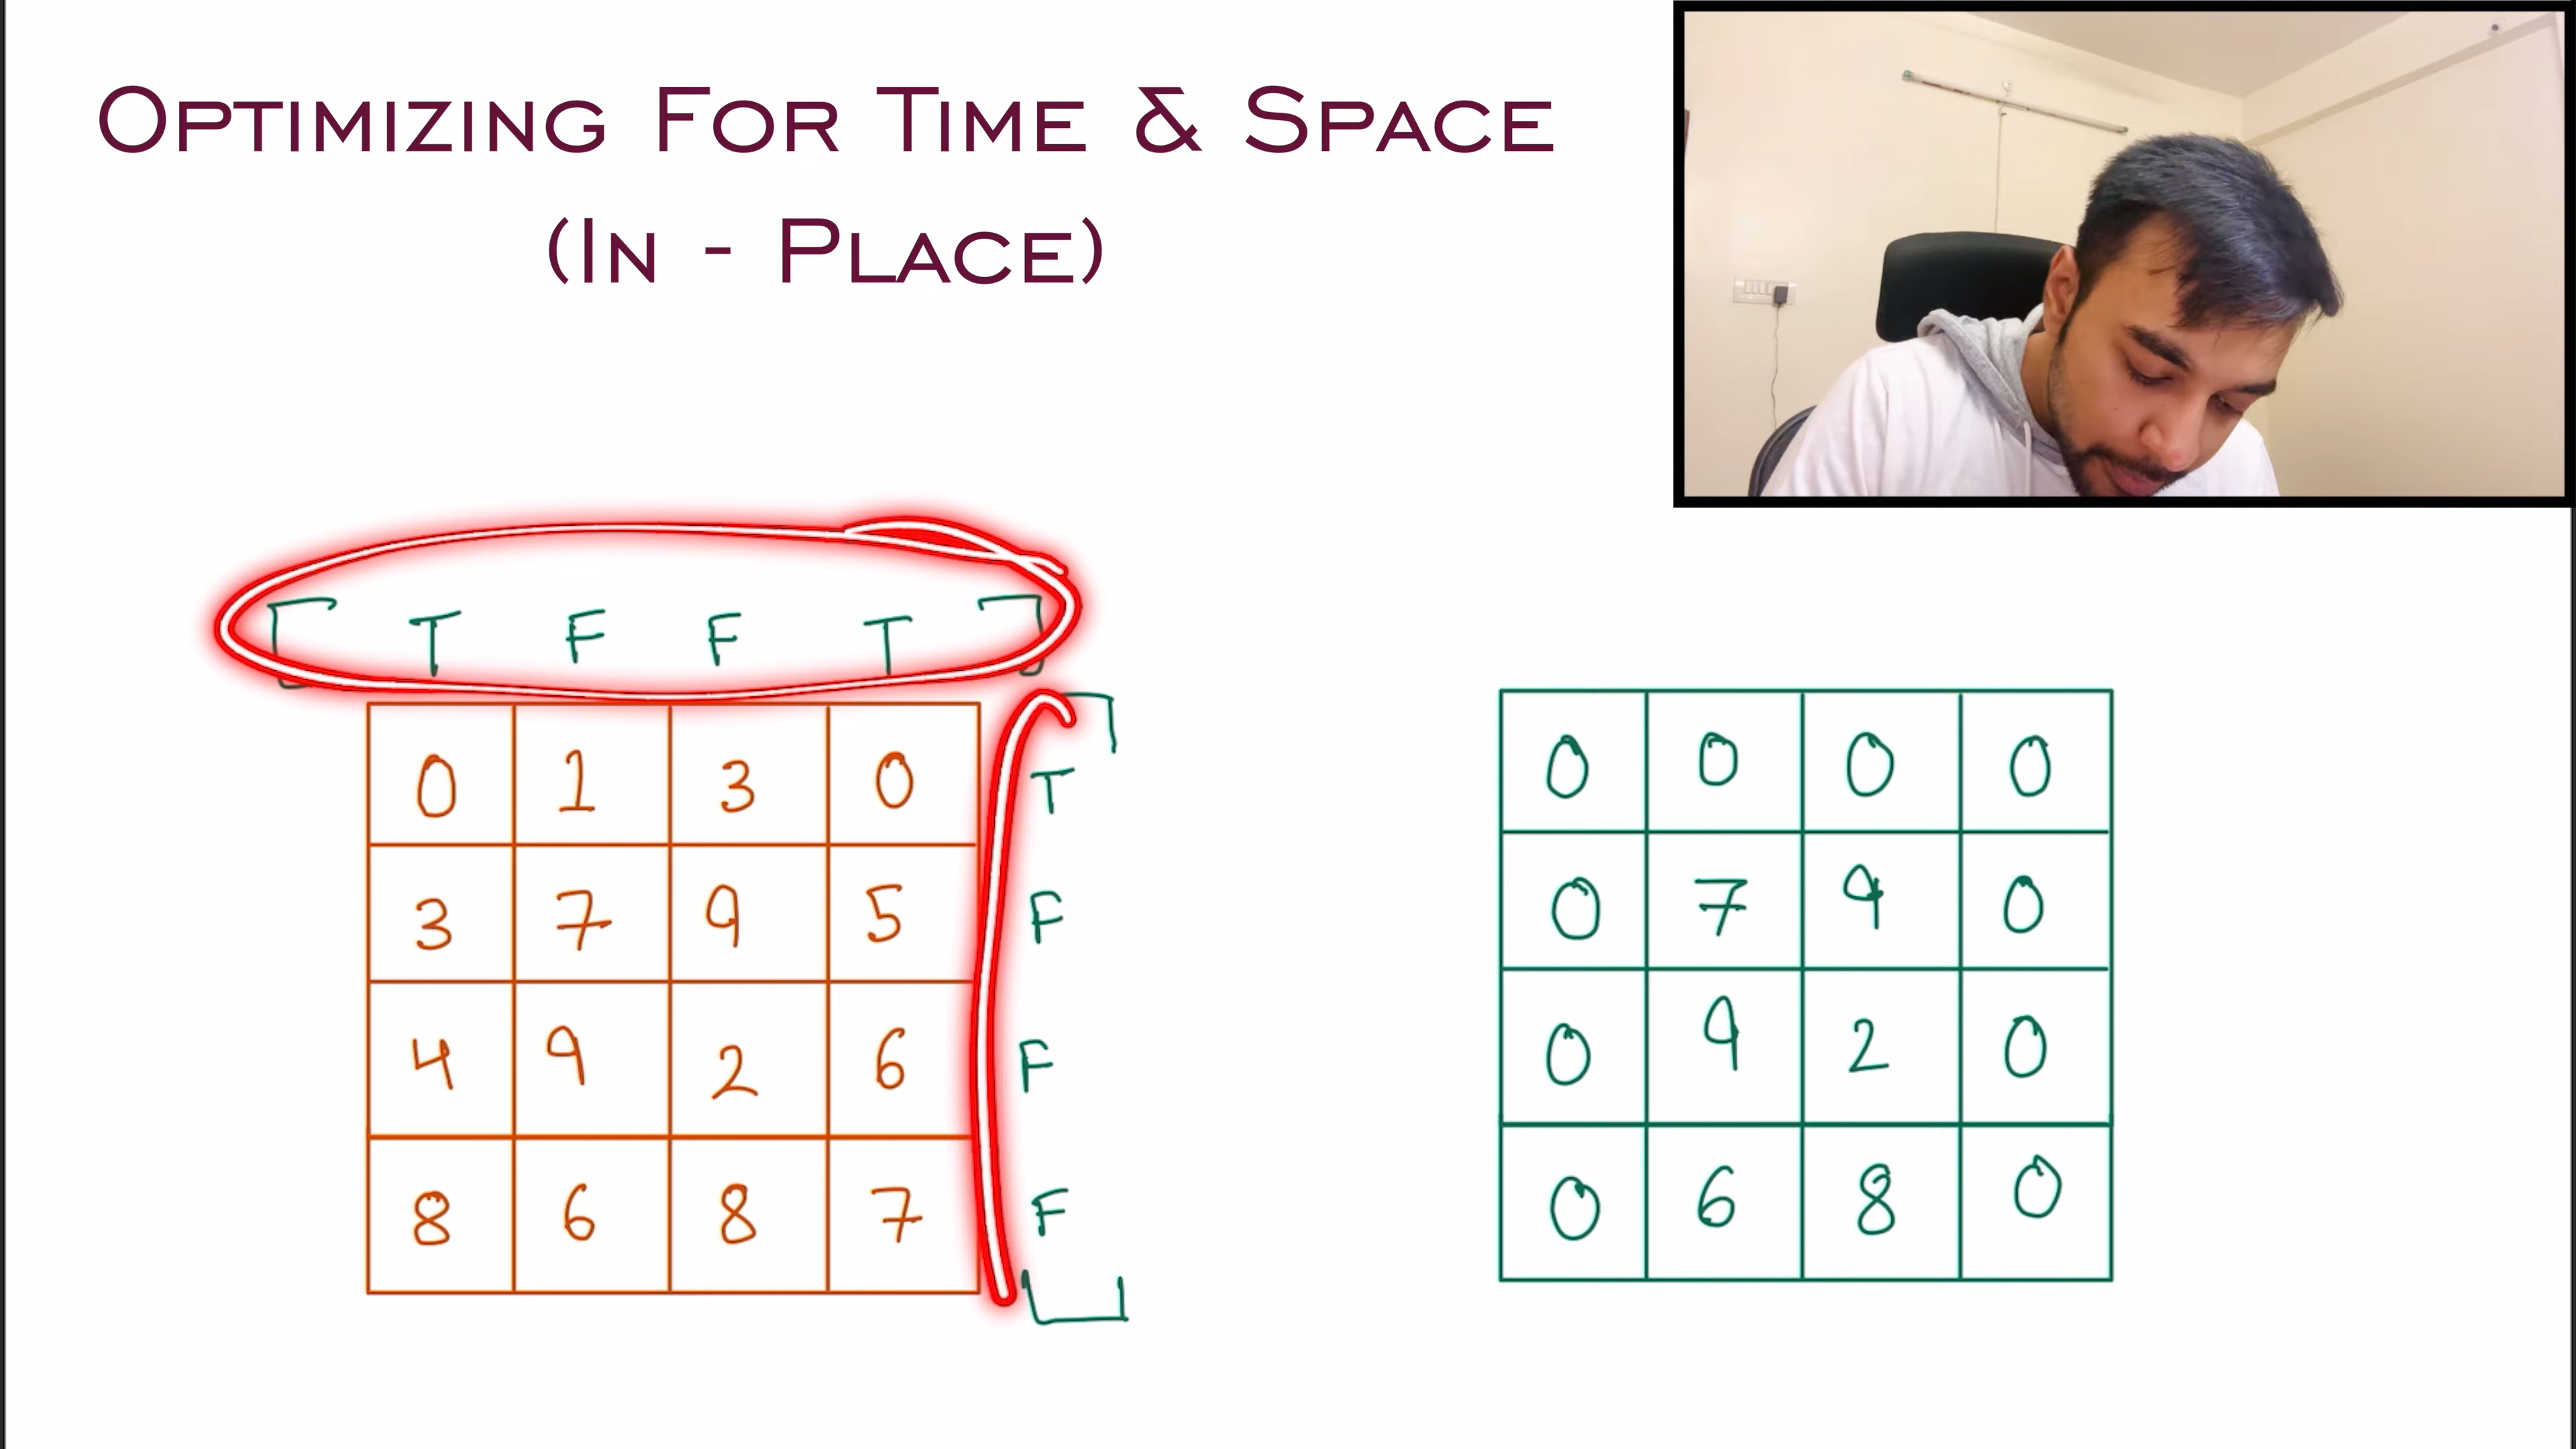 OPTIMIZING FOR TIME & SPACE
(IN - PLACE)
[ T F F T ]
0 1 3 0 T
3 7 9 5 F
4 9 2 6 F
8 6 8 7 F
0 0 0 0
0 7 9 0
0 9 2 0
0 6 8 0